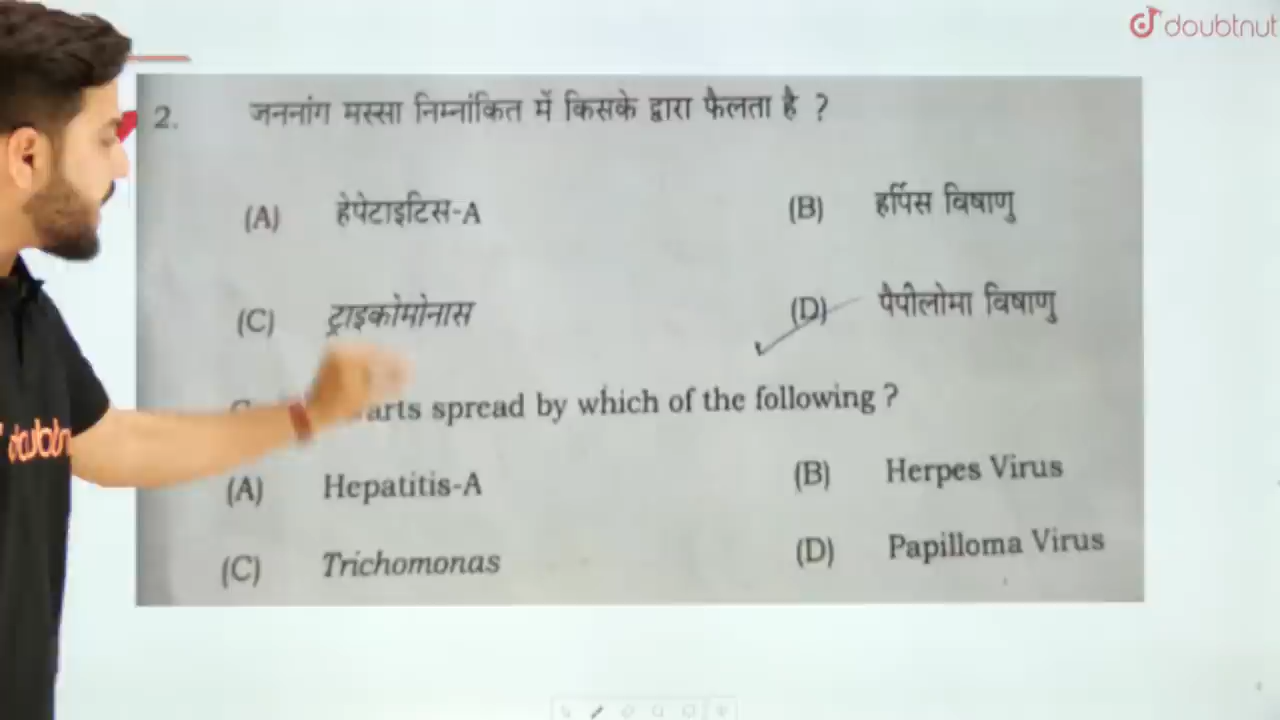 doubtnut
2. जननांग मस्सा निम्नांकित में किसके द्वारा फैलता है ?
(A) हेपेटाइटिस-A (B) हर्पिस विषाणु
(C) ट्राइकोमोनास (D) पैपीलोमा विषाणु
arts spread by which of the following ?
(A) Hepatitis-A (B) Herpes Virus
(C) Trichomonas (D) Papilloma Virus
doubtn